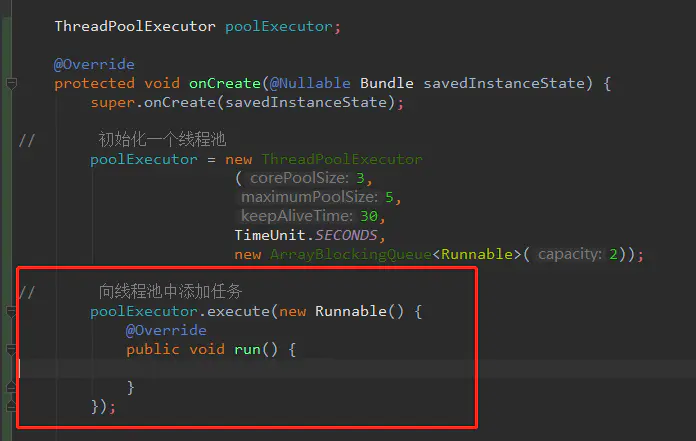 ThreadPoolExecutor poolExecutor;
@Override
protected void onCreate(@Nullable Bundle savedInstanceState) {
super.onCreate(savedInstanceState);
// 初始化一个线程池
poolExecutor = new ThreadPoolExecutor
( corePoolSize: 3,
maximumPoolSize: 5,
keepAliveTime: 30,
TimeUnit.SECONDS,
new ArrayBlockingQueue<Runnable>( capacity: 2));
// 向线程池中添加任务
poolExecutor.execute(new Runnable() {
@Override
public void run() {
}
});